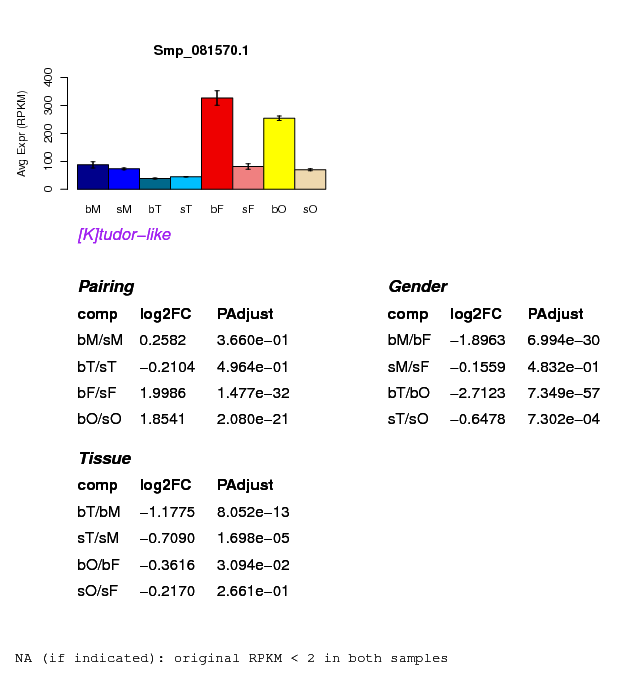 Smp_081570.1
Avg Expr (RPKM)
400
300
200
100
0
bM sM bT sT bF sF bO sO
[K]tudor−like
Pairing
comp log2FC PAdjust
bM/sM 0.2582 3.660e−01
bT/sT −0.2104 4.964e−01
bF/sF 1.9986 1.477e−32
bO/sO 1.8541 2.080e−21
Gender
comp log2FC PAdjust
bM/bF −1.8963 6.994e−30
sM/sF −0.1559 4.832e−01
bT/bO −2.7123 7.349e−57
sT/sO −0.6478 7.302e−04
Tissue
comp log2FC PAdjust
bT/bM −1.1775 8.052e−13
sT/sM −0.7090 1.698e−05
bO/bF −0.3616 3.094e−02
sO/sF −0.2170 2.661e−01
NA (if indicated): original RPKM < 2 in both samples